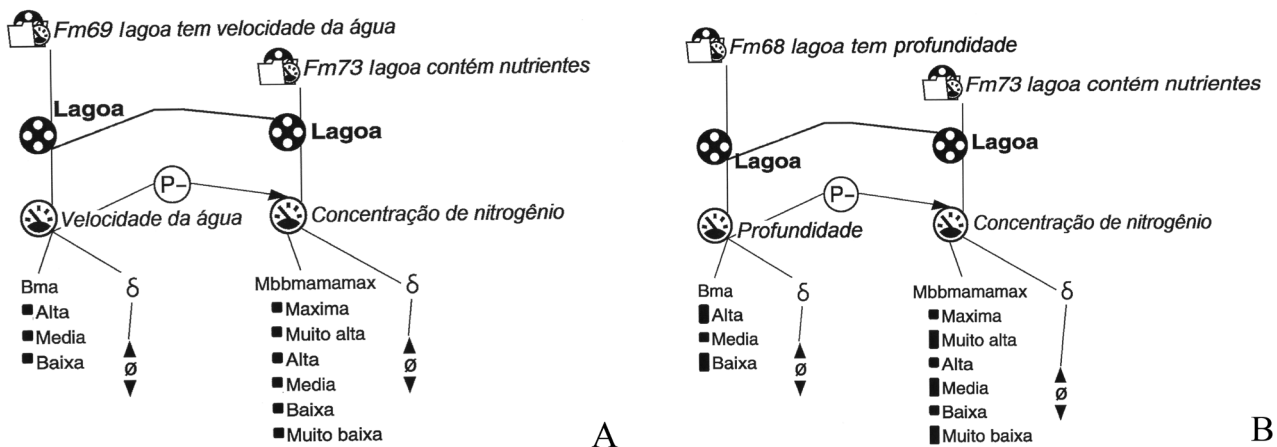 Fm69 lagoa tem velocidade da água
Fm73 lagoa contém nutrientes
Lagoa
Lagoa
P–
Velocidade da água
Concentração de nitrogênio
Bma
δ
Alta
Media
Baixa
ø
Mbbmamamax
δ
Maxima
Muito alta
Alta
Media
Baixa
Muito baixa
ø
A
Fm68 lagoa tem profundidade
Fm73 lagoa contém nutrientes
Lagoa
Lagoa
P–
Profundidade
Concentração de nitrogênio
Bma
δ
Alta
Media
Baixa
ø
Mbbmamamax
δ
Maxima
Muito alta
Alta
Media
Baixa
Muito baixa
ø
B